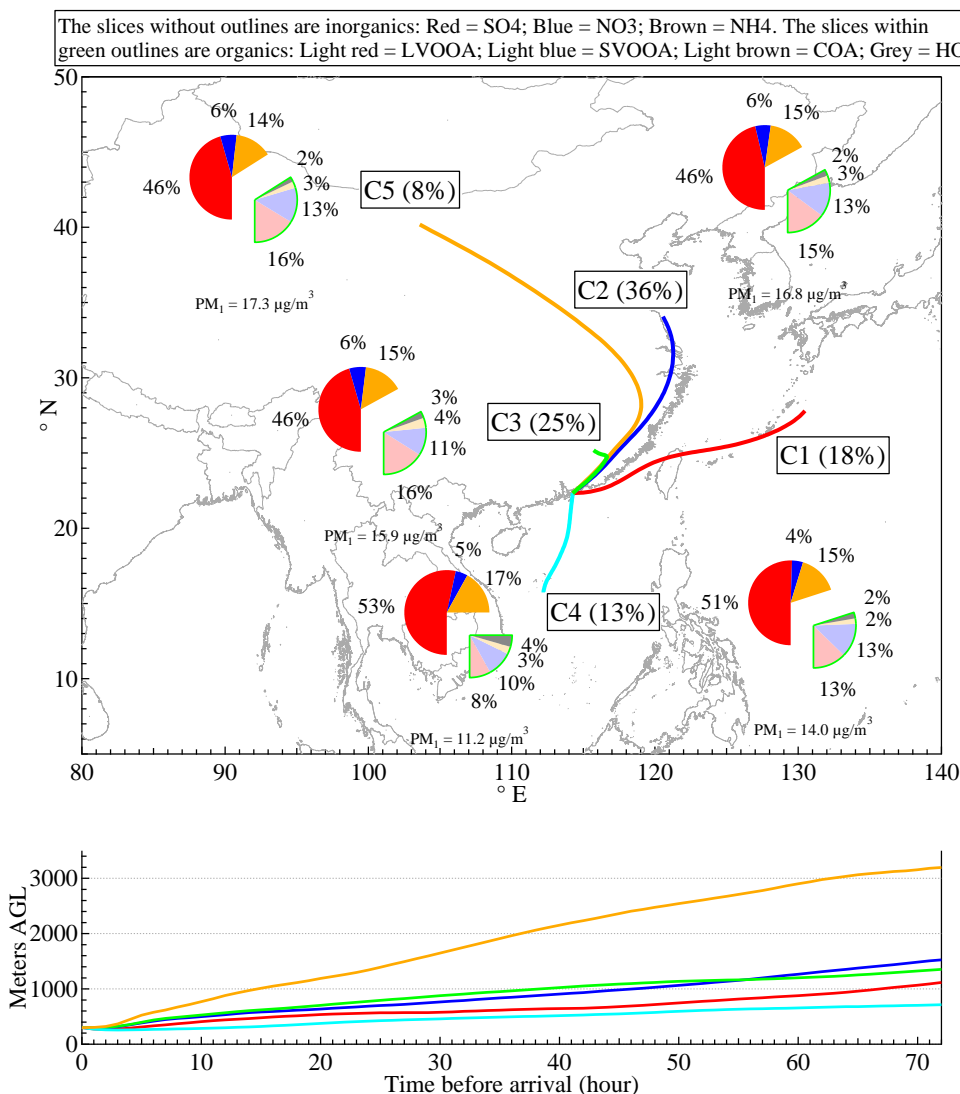 The slices without outlines are inorganics: Red = SO4; Blue = NO3; Brown = NH4. The slices within
green outlines are organics: Light red = LVOOA; Light blue = SVOOA; Light brown = COA; Grey = HO
50
40
30
20
10
° N
6%
14%
46%
2%
3%
13%
16%
PM1 = 17.3 µg/m3
C5 (8%)
6%
15%
46%
2%
3%
13%
15%
PM1 = 16.8 µg/m3
C2 (36%)
6%
15%
46%
3%
4%
11%
16%
PM1 = 15.9 µg/m3
C3 (25%)
C1 (18%)
5%
17%
53%
4%
3%
10%
8%
PM1 = 11.2 µg/m3
C4 (13%)
4%
15%
51%
2%
2%
13%
13%
PM1 = 14.0 µg/m3
80 90 100 110 120 130 140
° E
Meters AGL
3000
2000
1000
0
0 10 20 30 40 50 60 70
Time before arrival (hour)